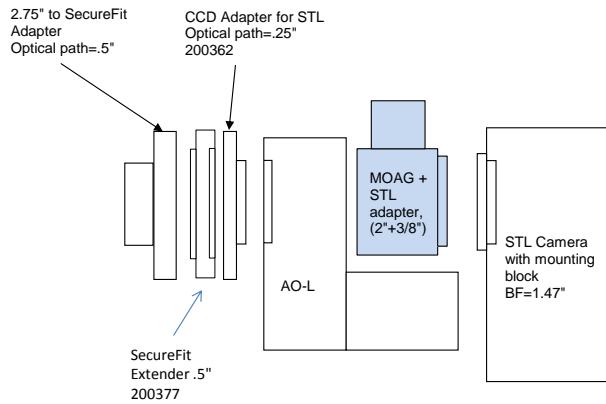 2.75" to SecureFit
Adapter
Optical path=.5"
CCD Adapter for STL
Optical path=.25"
200362
MOAG +
STL
adapter,
(2"+3/8")
STL Camera
with mounting
block
BF=1.47"
AO-L
SecureFit
Extender .5"
200377